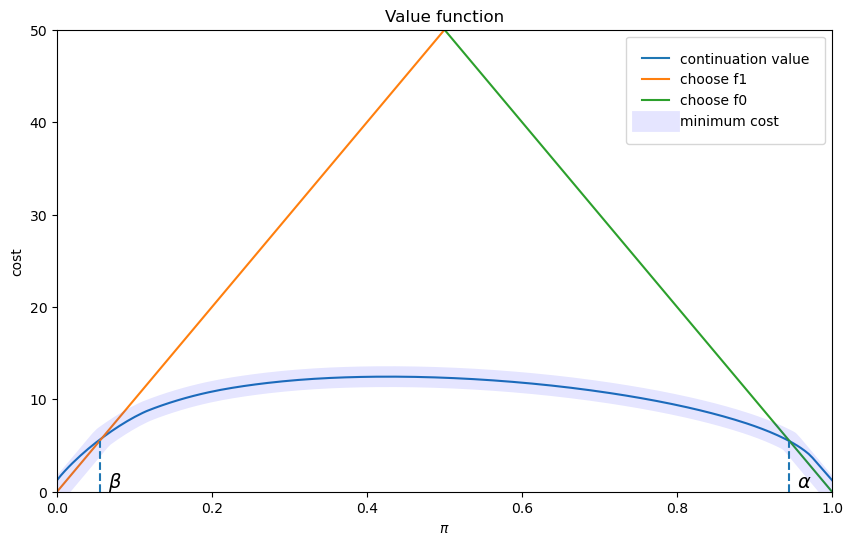 Value function
50
40
30
20
10
0
cost
continuation value
choose f1
choose f0
minimum cost
β
α
0.0 0.2 0.4 0.6 0.8 1.0
π